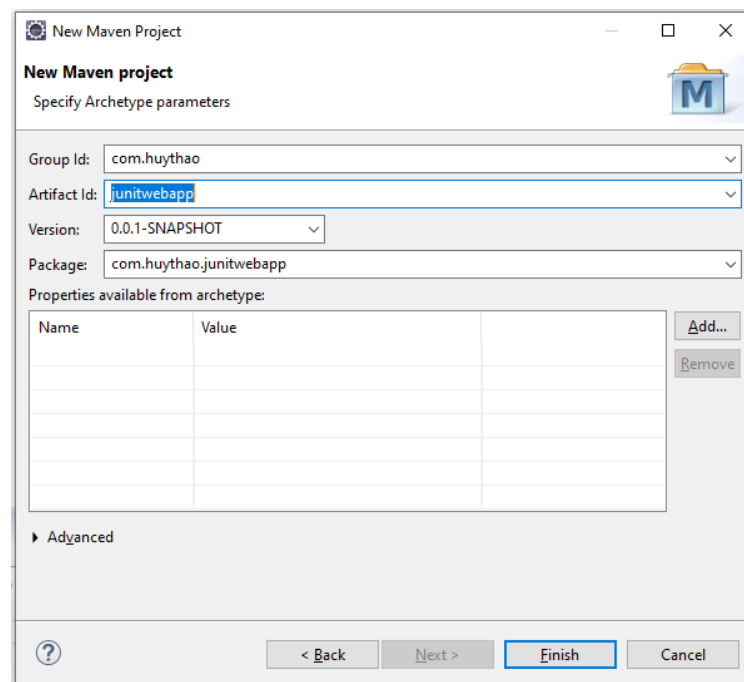 New Maven Project
New Maven project
Specify Archetype parameters
M
Group Id: com.huythao
Artifact Id: junitwebapp
Version: 0.0.1-SNAPSHOT
Package: com.huythao.junitwebapp
Properties available from archetype:
Name Value
Add...
Remove
Advanced
? < Back Next > Finish Cancel